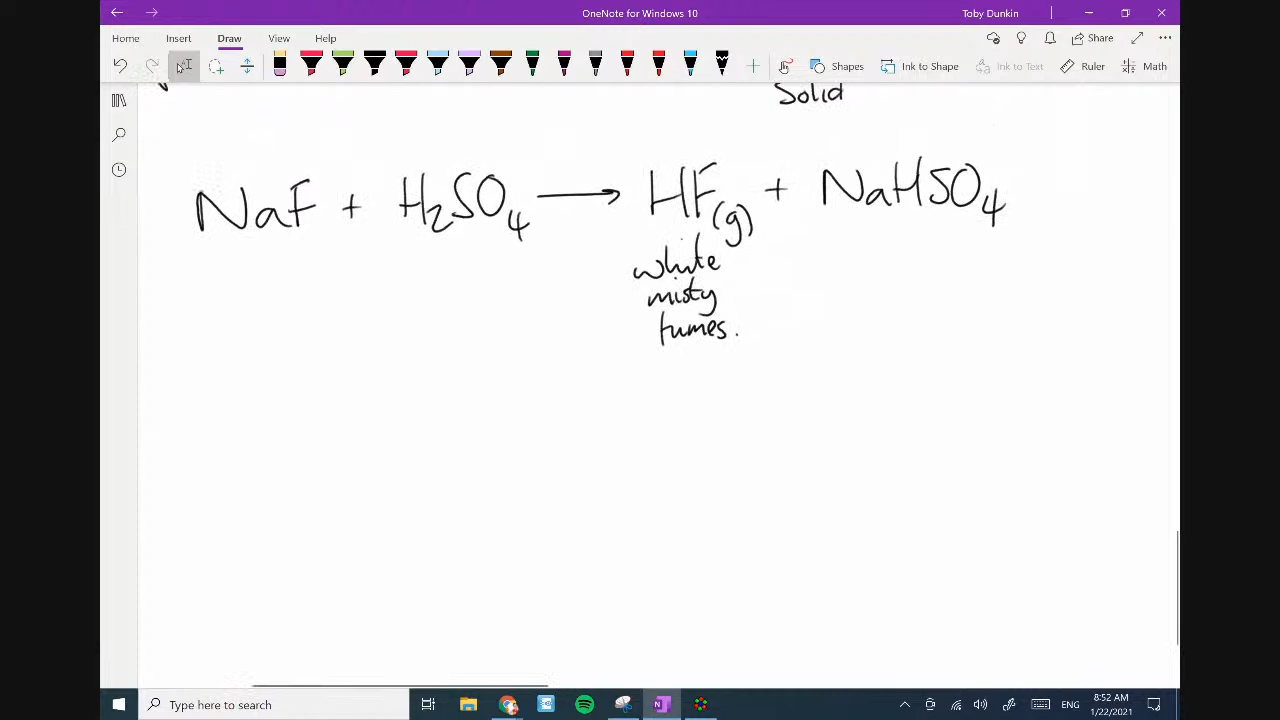 OneNote for Windows 10
Toby Dunkin
Home Insert Draw View Help
Share
Shapes Ink to Shape Ink to Text Ruler Math
Solid
NaF + H₂SO₄ ⟶ HF(g) + NaHSO₄
white
misty
fumes.
Type here to search
ENG
8:52 AM
1/22/2021